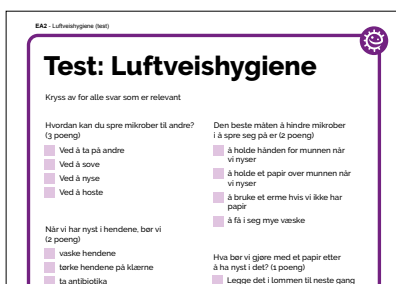 EA2 - Luftveishygiene (test)
Test: Luftveishygiene
Kryss av for alle svar som er relevant
Hvordan kan du spre mikrober til andre?
(3 poeng)
Ved å ta på andre
Ved å sove
Ved å nyse
Ved å hoste
Når vi har nyst i hendene, bør vi
(2 poeng)
vaske hendene
tørke hendene på klærne
ta antibiotika
Den beste måten å hindre mikrober
i å spre seg på er (2 poeng)
å holde hånden for munnen når
vi nyser
å holde et papir over munnen når
vi nyser
å bruke et erme hvis vi ikke har
papir
å få i seg mye væske
Hva bør vi gjøre med et papir etter
å ha nyst i det? (1 poeng)
Legge det i lommen til neste gang